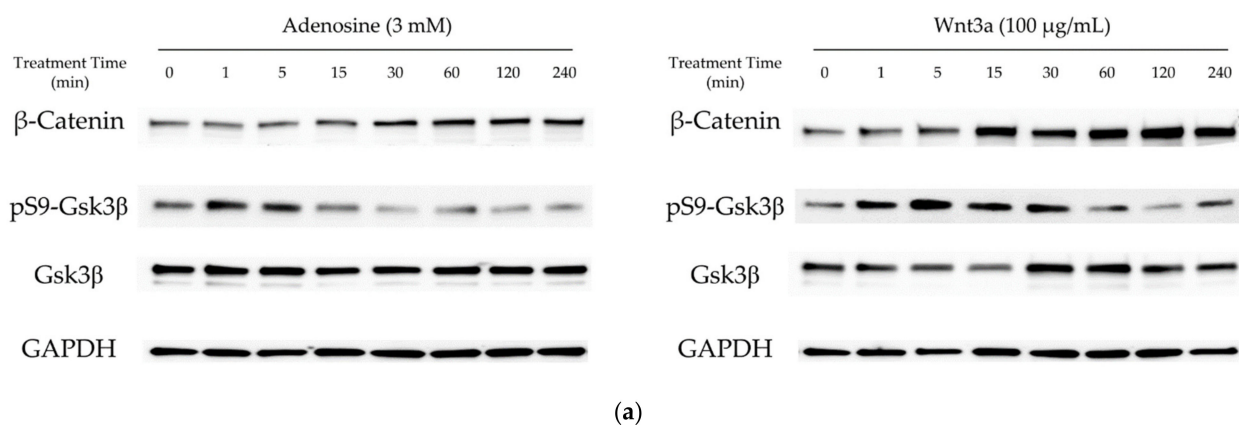 Adenosine (3 mM)
Treatment Time
(min)
0 1 5 15 30 60 120 240
β-Catenin
pS9-Gsk3β
Gsk3β
GAPDH
Wnt3a (100 μg/mL)
Treatment Time
(min)
0 1 5 15 30 60 120 240
β-Catenin
pS9-Gsk3β
Gsk3β
GAPDH
(a)